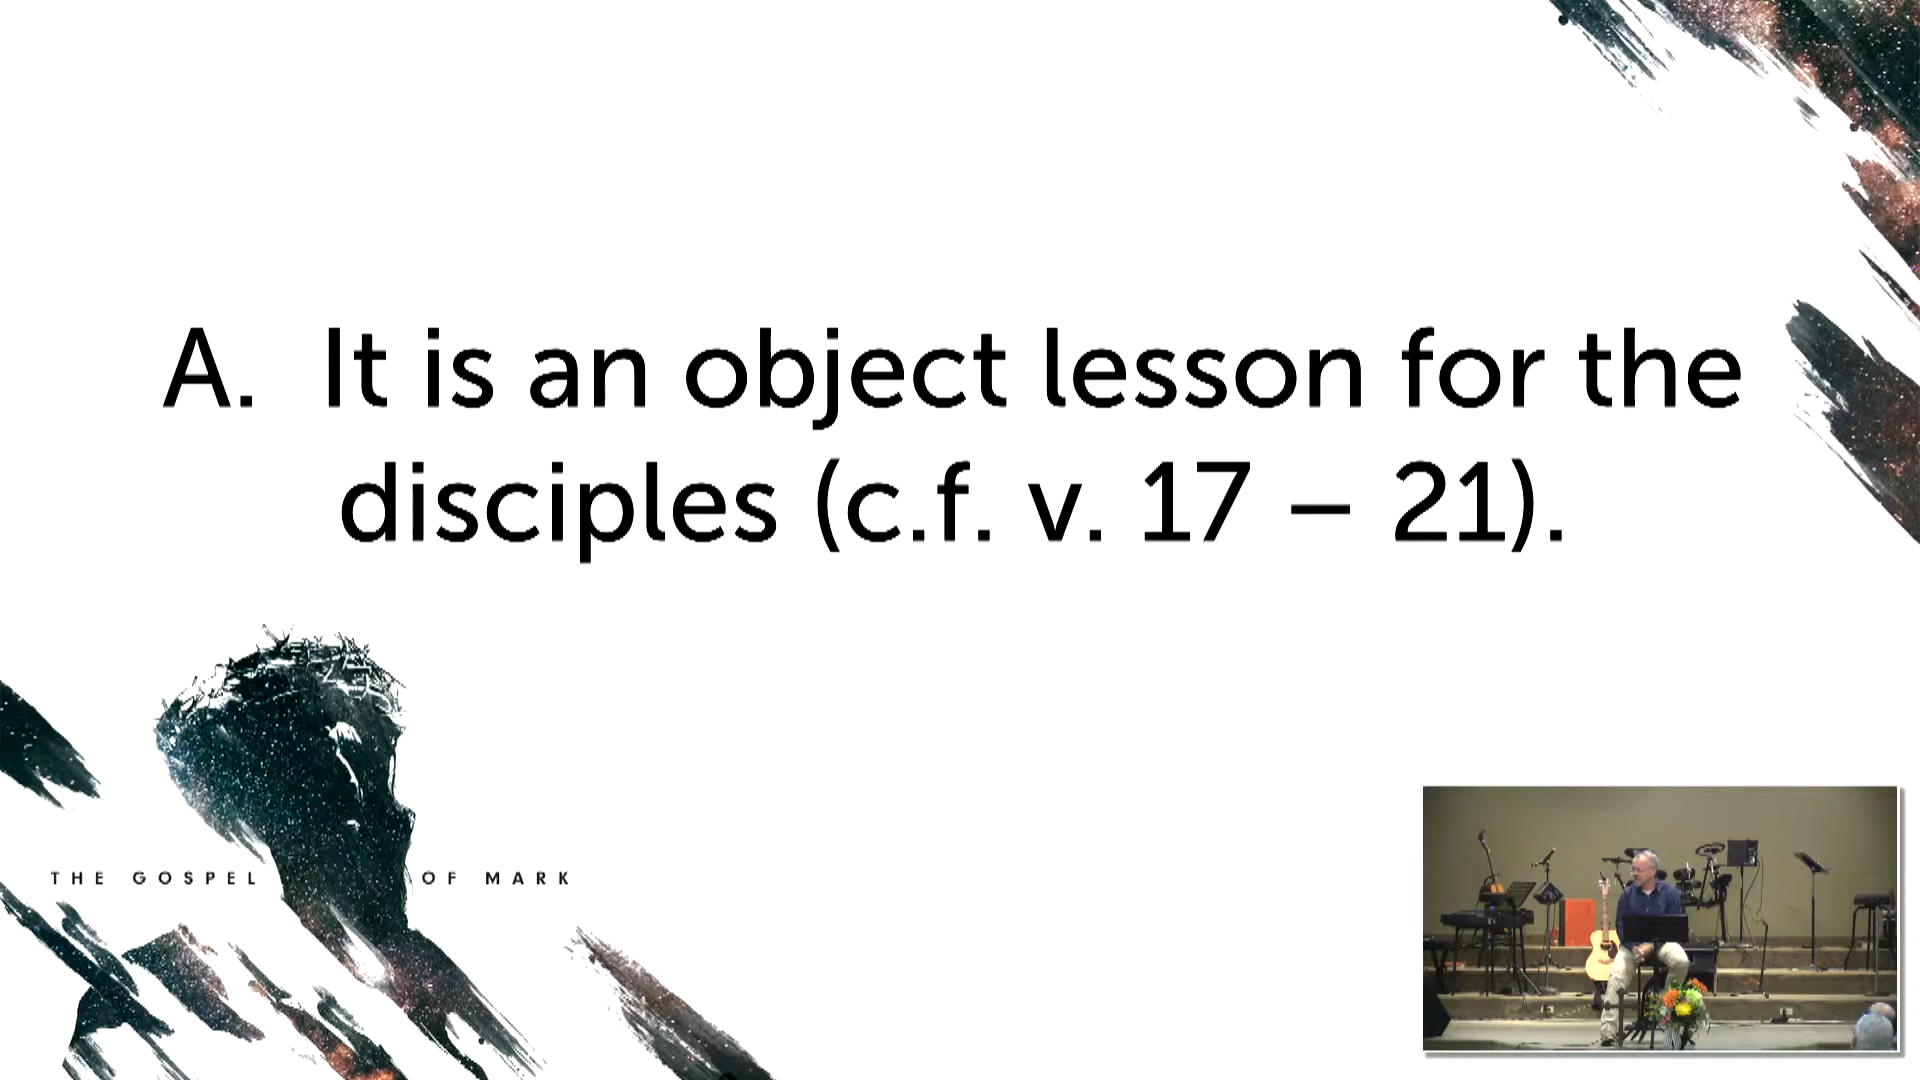 A. It is an object lesson for the
disciples (c.f. v. 17 – 21).
THE GOSPEL OF MARK